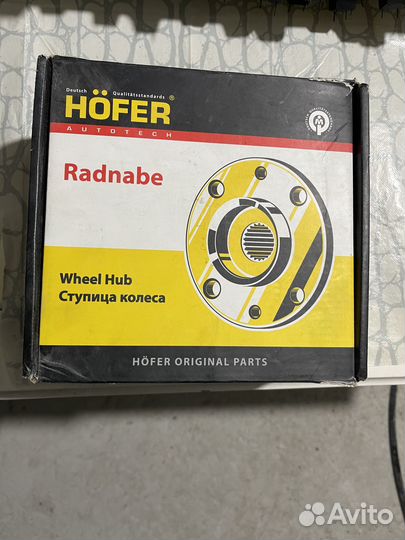 Deutsch Qualitätsstandards
HÖFER ®
AUTOTECH
Radnabe
Wheel Hub
Ступица колеса
HÖFER ORIGINAL PARTS
Avito